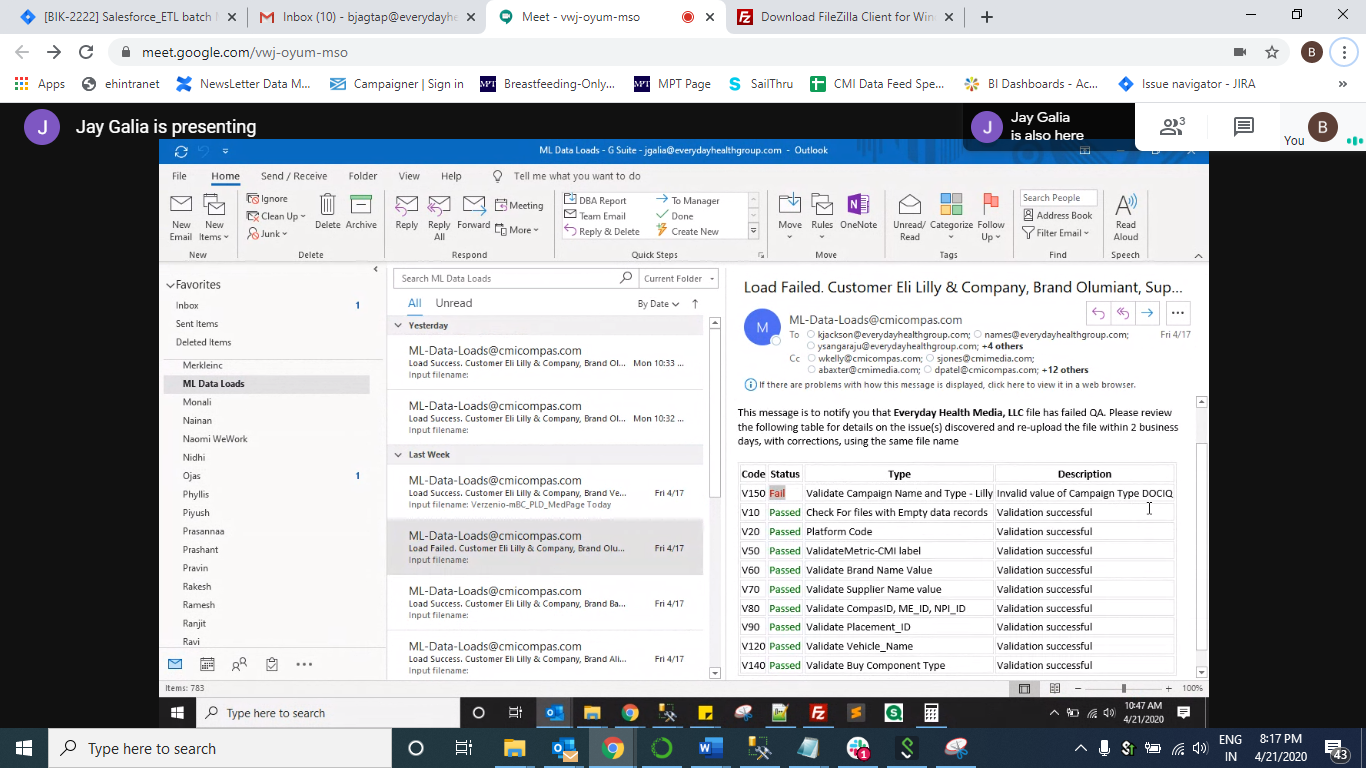 [BIK-2222] Salesforce_ETL batch
Inbox (10) - bjagtap@everydayhe
Meet - vwj-oyum-mso
Download FileZilla Client for Win
meet.google.com/vwj-oyum-mso
B
Apps
ehintranet
NewsLetter Data M...
Campaigner | Sign in
MPT Breastfeeding-Only...
MPT MPT Page
SailThru
CMI Data Feed Spe...
BI Dashboards - Ac...
Issue navigator - JIRA
»
J Jay Galia is presenting
J Jay Galia
is also here
3
You B
ML Data Loads - G Suite - jgalia@everydayhealthgroup.com - Outlook
File Home Send / Receive Folder View Help Tell me what you want to do
New
Email
New
Items
New
Ignore
Clean Up
Junk
Delete
Archive
Delete
Reply
Reply
All
Forward
Meeting
More
Respond
DBA Report
Team Email
Reply & Delete
To Manager
Done
Create New
Quick Steps
Move
Rules
OneNote
Move
Unread/
Read
Categorize
Follow
Up
Tags
Search People
Address Book
Filter Email
Find
Read
Aloud
Speech
Favorites
Inbox 1
Sent Items
Deleted Items
Merkleinc
ML Data Loads
Monali
Nainan
Naomi WeWork
Nidhi
Ojas 1
Phyllis
Piyush
Prasannaa
Prashant
Pravin
Rakesh
Ramesh
Ranjit
Ravi
Items: 783
Search ML Data Loads
Current Folder
All Unread By Date
Yesterday
ML-Data-Loads@cmicompas.com
Load Success. Customer Eli Lilly & Company, Brand Ol... Mon 10:33 ...
Input filename:
ML-Data-Loads@cmicompas.com
Load Success. Customer Eli Lilly & Company, Brand Ol... Mon 10:32 ...
Input filename:
Last Week
ML-Data-Loads@cmicompas.com
Load Success. Customer Eli Lilly & Company, Brand Ve... Fri 4/17
Verzenio-mBC_PLD_MedPage Today
ML-Data-Loads@cmicompas.com
Load Failed. Customer Eli Lilly & Company, Brand Olu... Fri 4/17
Input filename:
ML-Data-Loads@cmicompas.com
Load Success. Customer Eli Lilly & Company, Brand Ba... Fri 4/17
Input filename:
ML-Data-Loads@cmicompas.com
Load Success. Customer Eli Lilly & Company, Brand Ali... Fri 4/17
Input filename:
Load Failed. Customer Eli Lilly & Company, Brand Olumiant, Sup...
M
ML-Data-Loads@cmicompas.com
To kjackson@everydayhealthgroup.com; names@everydayhealthgroup.com; Fri 4/17
ysangaraju@everydayhealthgroup.com; +4 others
Cc wkelly@cmicompas.com; sjones@cmimedia.com;
abaxter@cmimedia.com; dpatel@cmicompas.com; +12 others
If there are problems with how this message is displayed, click here to view it in a web browser.
This message is to notify you that Everyday Health Media, LLC file has failed QA. Please review
the following table for details on the issue(s) discovered and re-upload the file within 2 business
days, with corrections, using the same file name
Code Status Type Description
V150 Fail Validate Campaign Name and Type - Lilly Invalid value of Campaign Type DOCIQ
V10 Passed Check For files with Empty data records Validation successful
V20 Passed Platform Code Validation successful
V50 Passed ValidateMetric-CMI label Validation successful
V60 Passed Validate Brand Name Value Validation successful
V70 Passed Validate Supplier Name value Validation successful
V80 Passed Validate CompasID, ME_ID, NPI_ID Validation successful
V90 Passed Validate Placement_ID Validation successful
V120 Passed Validate Vehicle_Name Validation successful
V140 Passed Validate Buy Component Type Validation successful
100%
Type here to search
10:47 AM
4/21/2020
Type here to search
1
ENG
IN
8:17 PM
4/21/2020
43